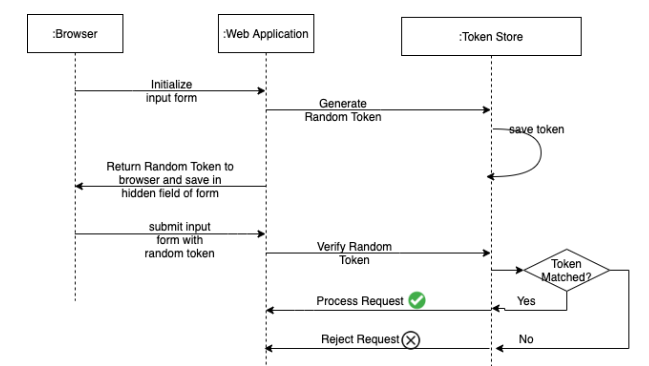 :Browser
:Web Application
:Token Store
Initialize
input form
Generate
Random Token
save token
Return Random Token to
browser and save in
hidden field of form
submit input
form with
random token
Verify Random
Token
Token
Matched?
Process Request
Yes
Reject Request
No